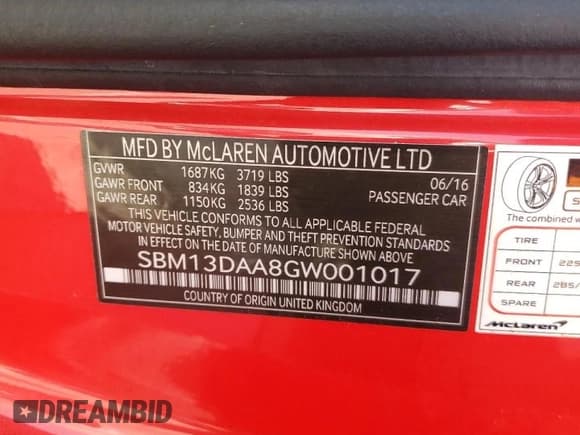 MFD BY McLAREN AUTOMOTIVE LTD
GVWR 1687KG 3719 LBS 06/16
GAWR FRONT 834KG 1839 LBS PASSENGER CAR
GAWR REAR 1150KG 2536 LBS
THIS VEHICLE CONFORMS TO ALL APPLICABLE FEDERAL
MOTOR VEHICLE SAFETY, BUMPER AND THEFT PREVENTION STANDARDS
IN EFFECT ON THE DATE OF MANUFACTURE SHOWN ABOVE
SBM13DAA8GW001017
COUNTRY OF ORIGIN UNITED KINGDOM
The combined w
TIRE
FRONT 225
REAR 285/
SPARE
McLaren
DREAMBID